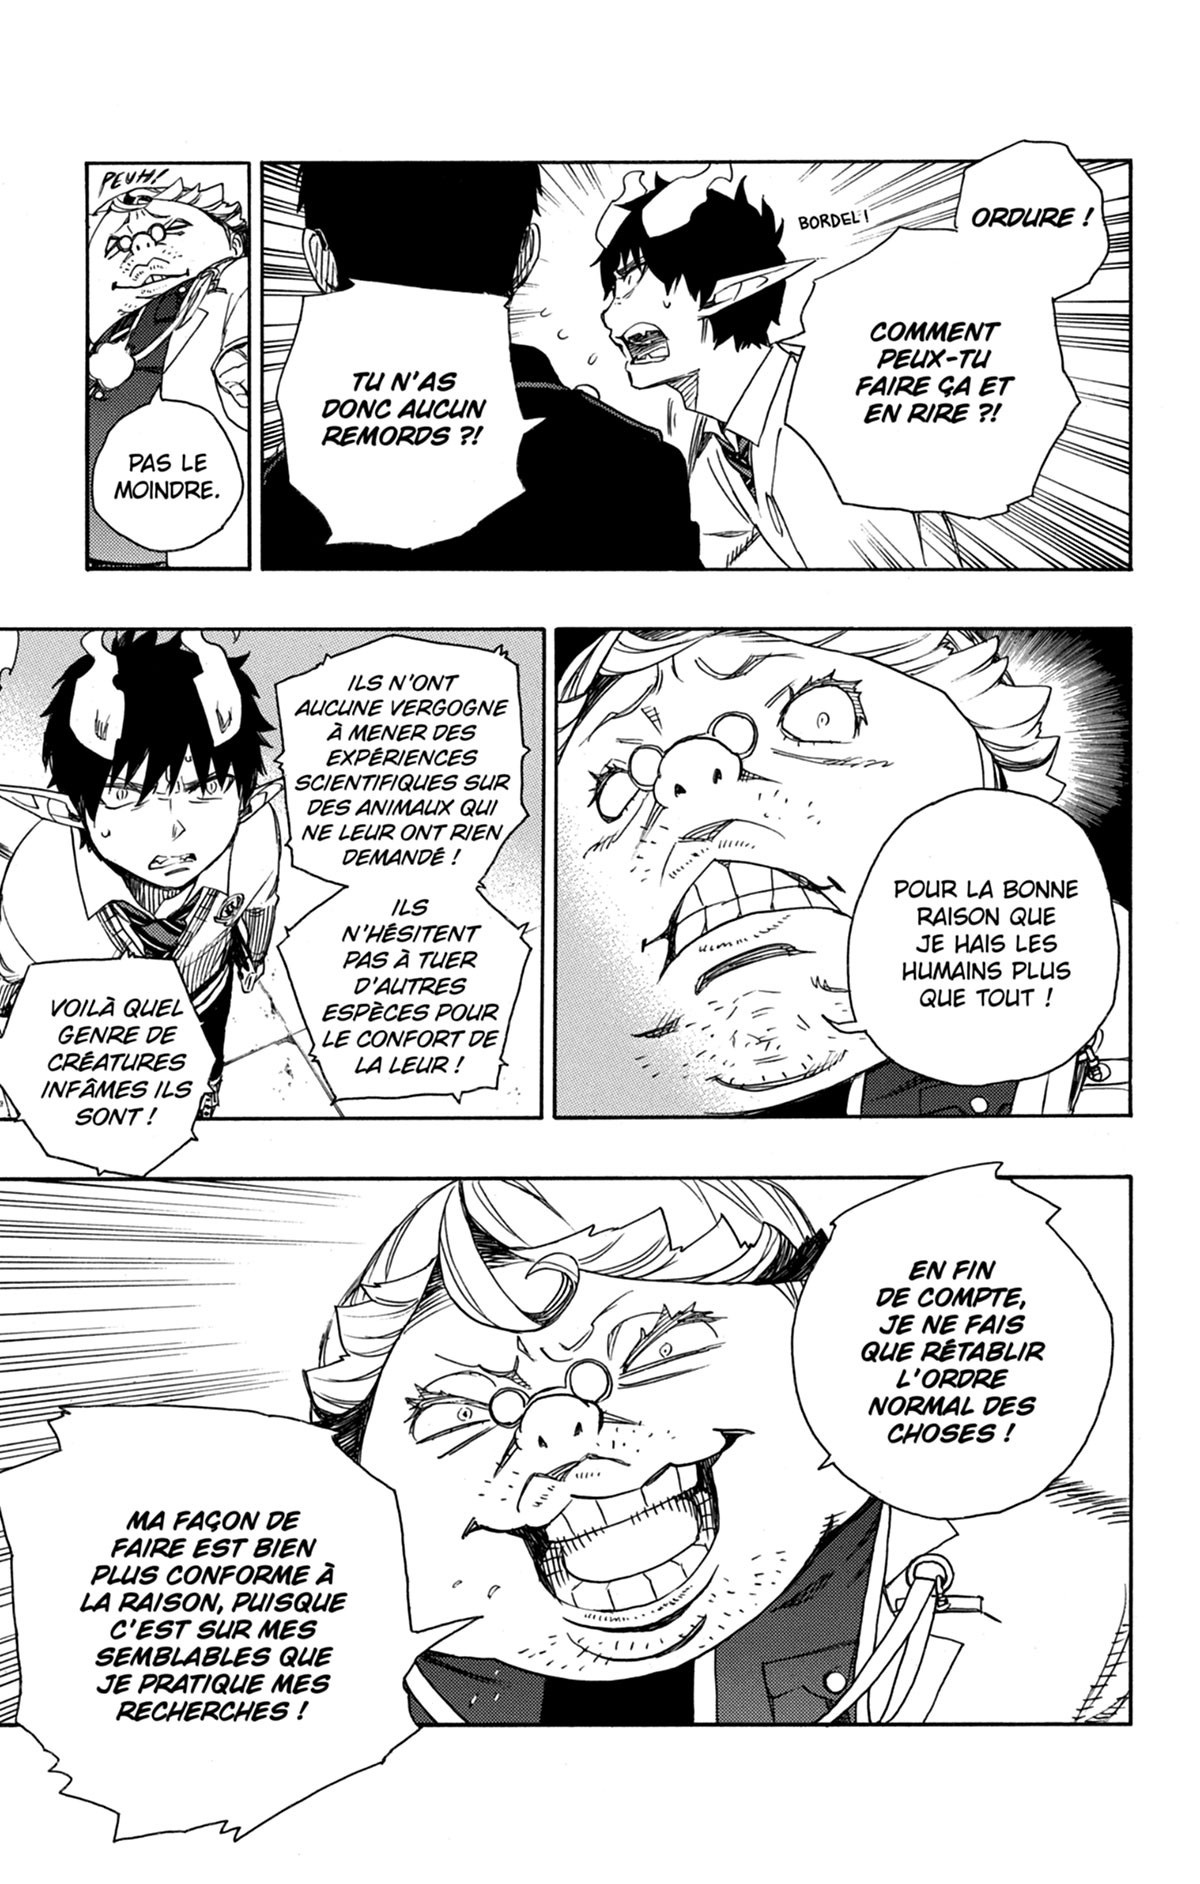 ORDURE !
BORDEL !
COMMENT
PEUX-TU
FAIRE ÇA ET
EN RIRE ?!
TU N'AS
DONC AUCUN
REMORDS ?!
PEUH!
PAS LE
MOINDRE.
POUR LA BONNE
RAISON QUE
JE HAIS LES
HUMAINS PLUS
QUE TOUT !
ILS N'ONT
AUCUNE VERGOGNE
À MENER DES
EXPÉRIENCES
SCIENTIFIQUES SUR
DES ANIMAUX QUI
NE LEUR ONT RIEN
DEMANDÉ !
ILS
N'HÉSITENT
PAS À TUER
D'AUTRES
ESPÈCES POUR
LE CONFORT DE
LA LEUR !
VOILÀ QUEL
GENRE DE
CRÉATURES
INFÂMES ILS
SONT !
EN FIN
DE COMPTE,
JE NE FAIS
QUE RÉTABLIR
L'ORDRE
NORMAL DES
CHOSES !
MA FAÇON DE
FAIRE EST BIEN
PLUS CONFORME À
LA RAISON, PUISQUE
C'EST SUR MES
SEMBLABLES QUE
JE PRATIQUE MES
RECHERCHES !